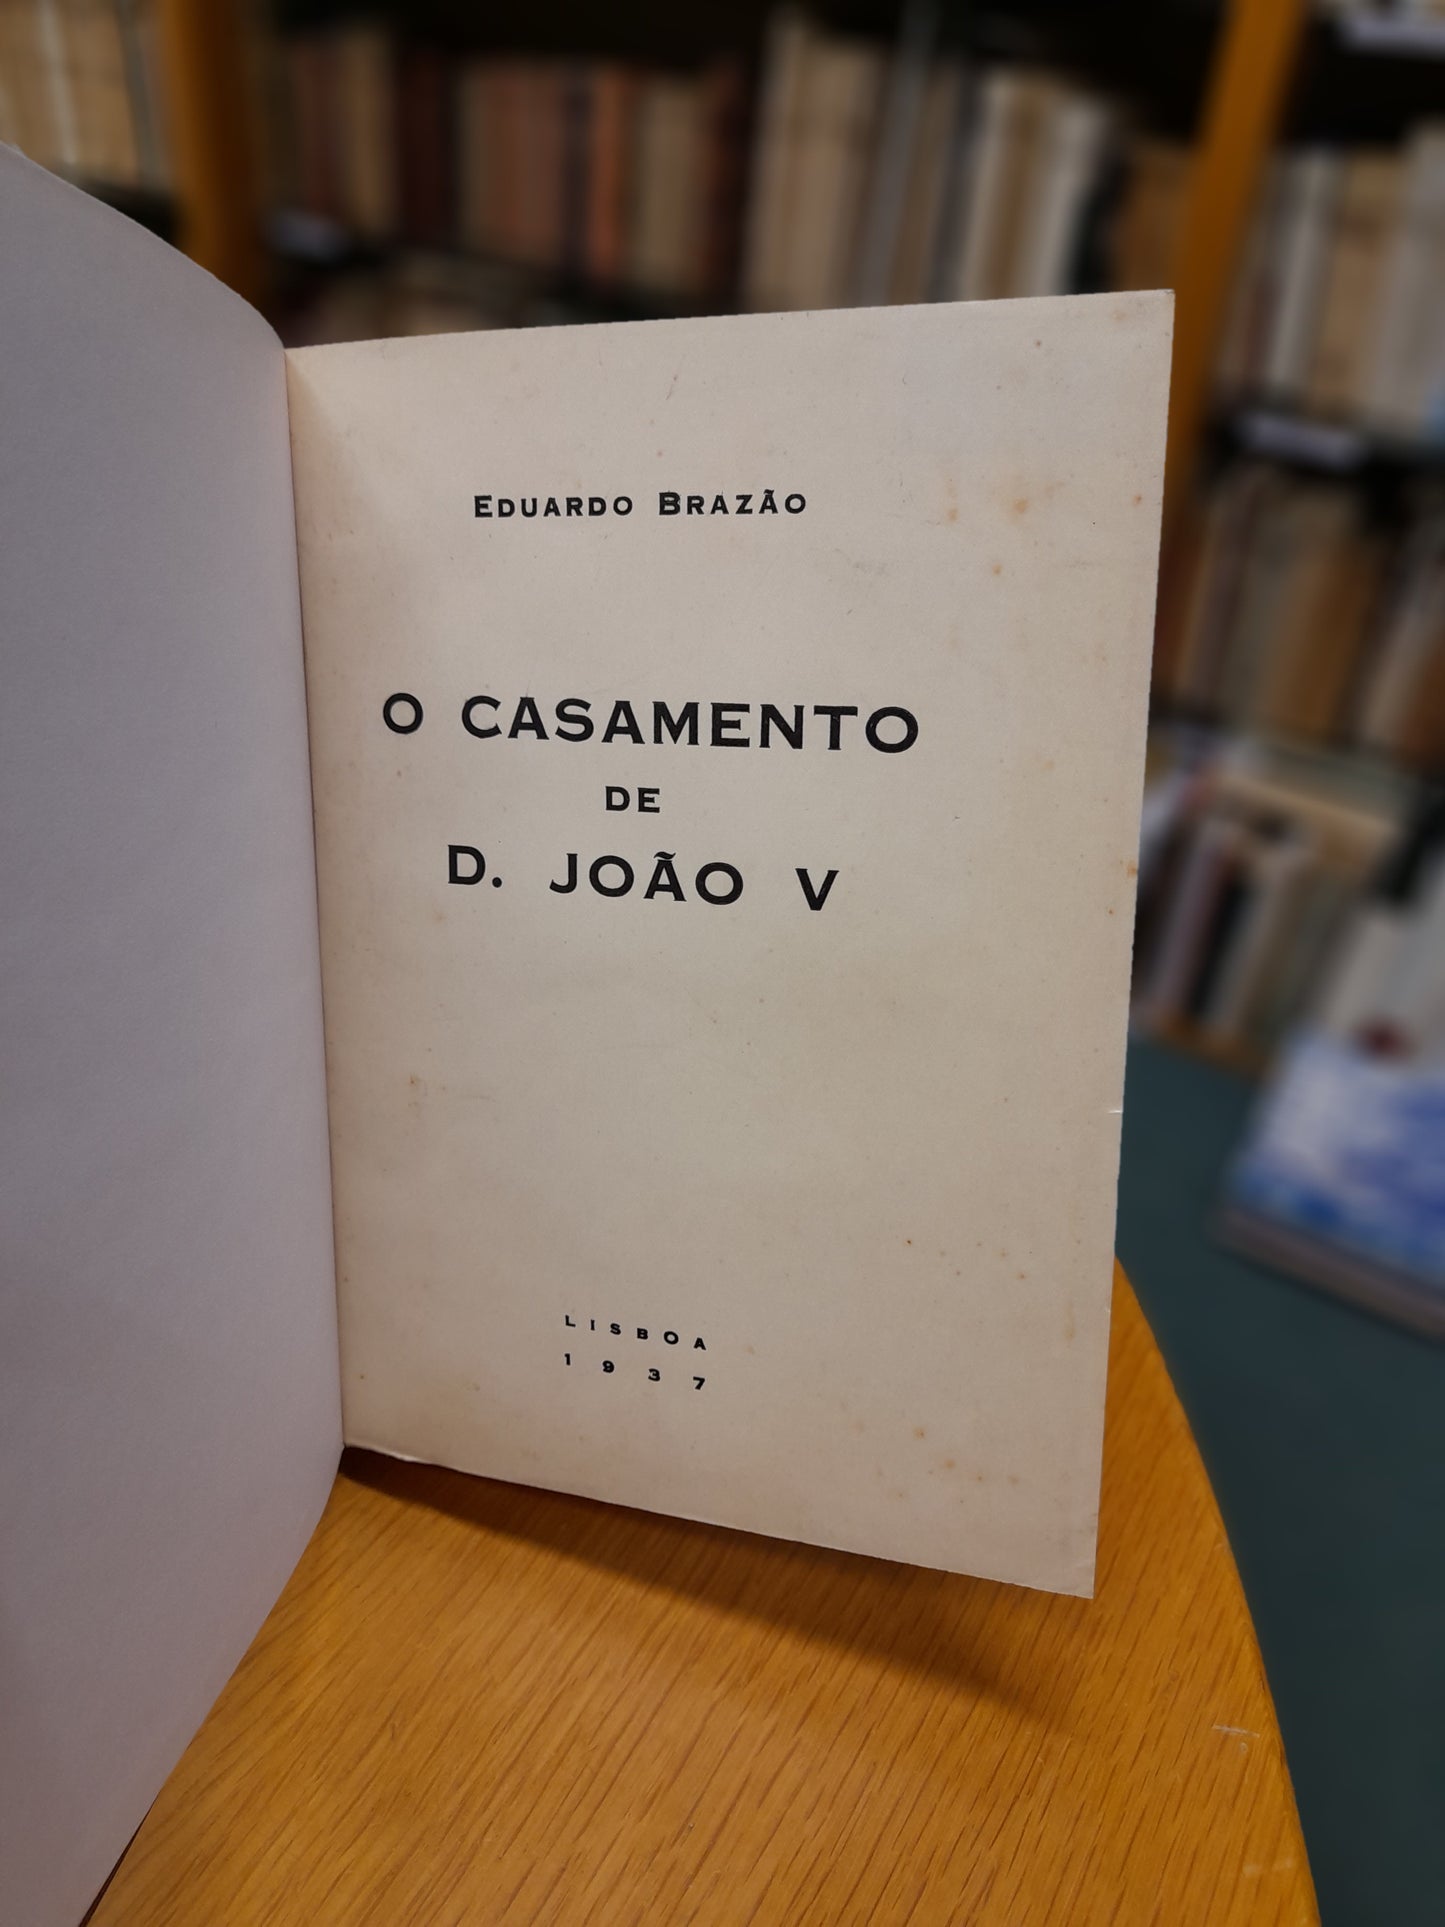 Eduardo Brazão
O CASAMENTO
DE
D. JOÃO V
LISBOA
1937